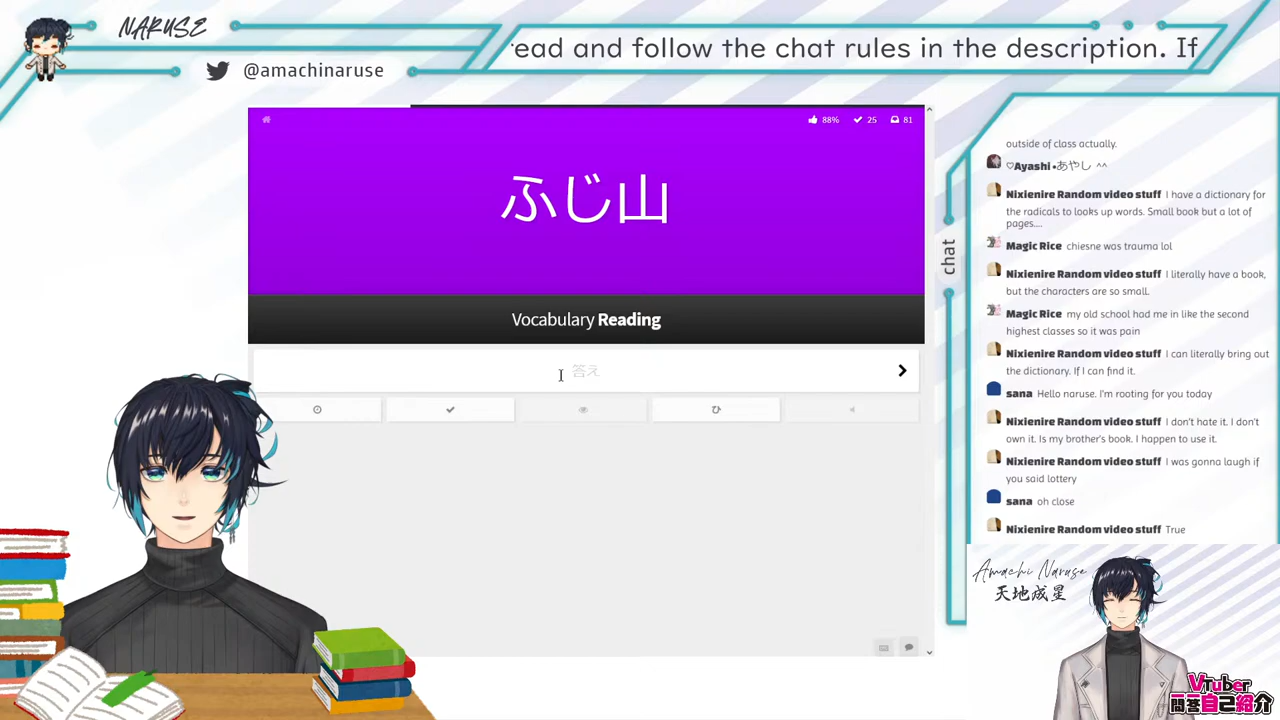 NARUSE
@amachinaruse
ead and follow the chat rules in the description. If
88% 25 81
ふじ山
Vocabulary Reading
答え
ひ
chat
outside of class actually.
♡Ayashi •あやし ^^
Nixienire Random video stuff I have a dictionary for
the radicals to looks up words. Small book but a lot of
pages....
Magic Rice chiesne was trauma lol
Nixienire Random video stuff I literally have a book,
but the characters are so small.
Magic Rice my old school had me in like the second
highest classes so it was pain
Nixienire Random video stuff I can literally bring out
the dictionary. If I can find it.
sana Hello naruse. I'm rooting for you today
Nixienire Random video stuff I don't hate it. I don't
own it. Is my brother's book. I happen to use it.
Nixienire Random video stuff I was gonna laugh if
you said lottery
sana oh close
Nixienire Random video stuff True
Amachi Naruse
天地成星
VTuber
問答自己紹介